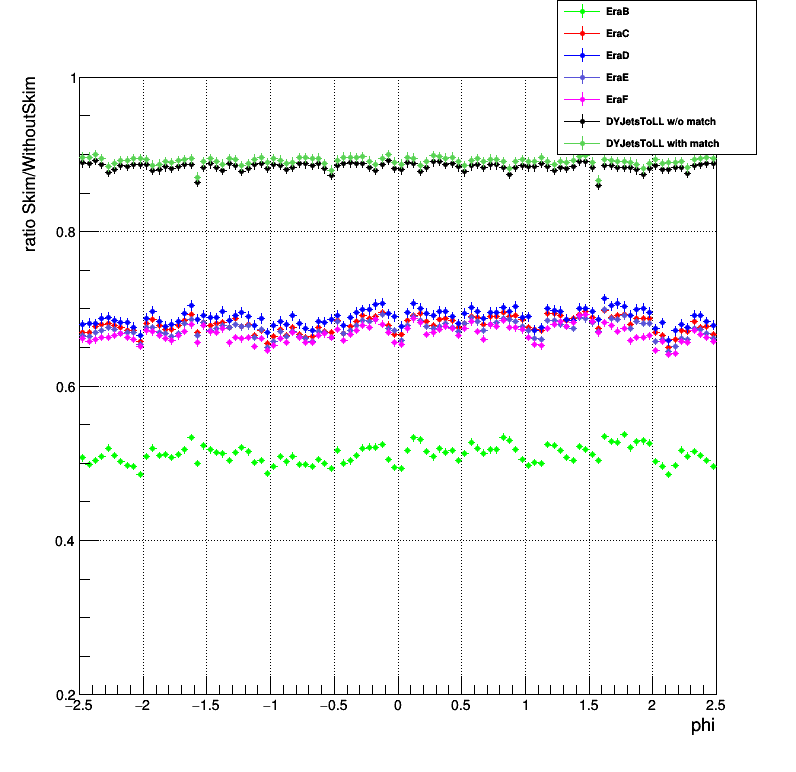 EraB
EraC
EraD
EraE
EraF
DYJetsToLL w/o match
DYJetsToLL with match
ratio Skim/WithoutSkim
1
0.8
0.6
0.4
0.2
−2.5 −2 −1.5 −1 −0.5 0 0.5 1 1.5 2 2.5
phi